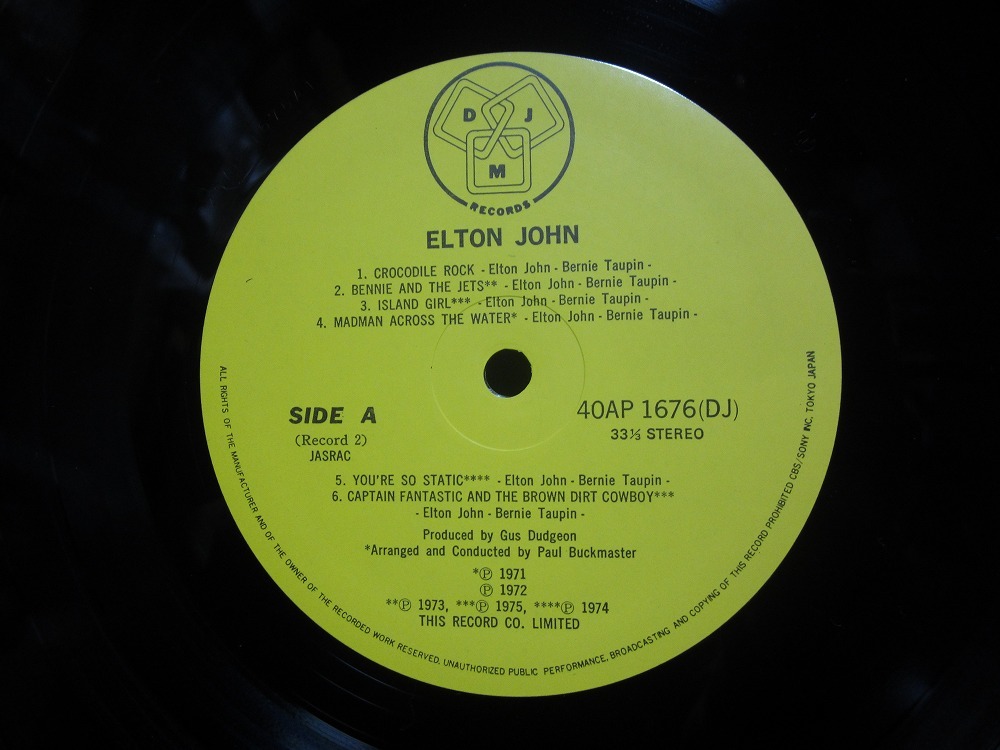 D J
M
RECORDS
ELTON JOHN
1. CROCODILE ROCK - Elton John - Bernie Taupin -
2. BENNIE AND THE JETS** - Elton John - Bernie Taupin -
3. ISLAND GIRL*** - Elton John - Bernie Taupin -
4. MADMAN ACROSS THE WATER* - Elton John - Bernie Taupin -
SIDE A
(Record 2)
JASRAC
40AP 1676(DJ)
33⅓ STEREO
5. YOU'RE SO STATIC**** - Elton John - Bernie Taupin -
6. CAPTAIN FANTASTIC AND THE BROWN DIRT COWBOY***
- Elton John - Bernie Taupin -
Produced by Gus Dudgeon
*Arranged and Conducted by Paul Buckmaster
*Ⓟ 1971
Ⓟ 1972
**Ⓟ 1973, ***Ⓟ 1975, ****Ⓟ 1974
THIS RECORD CO. LIMITED
ALL RIGHTS OF THE MANUFACTURER AND OF THE OWNER OF THE RECORDED WORK RESERVED, UNAUTHORIZED PUBLIC PERFORMANCE, BROADCASTING AND COPYING OF THIS RECORD PROHIBITED CBS/SONY INC. TOKYO JAPAN